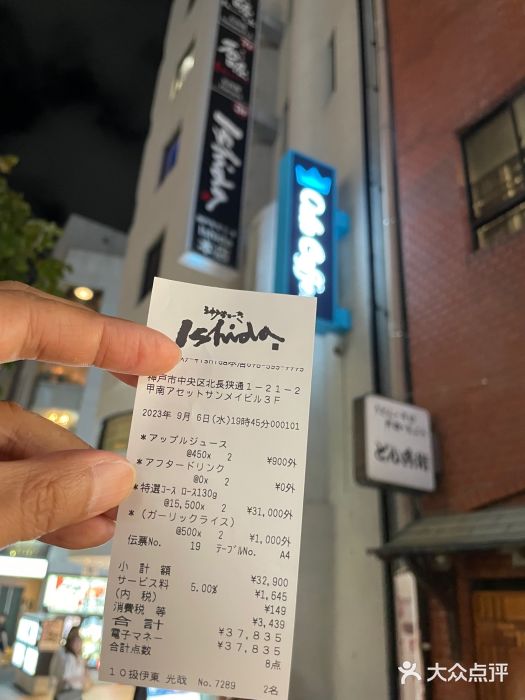 Ishida
Ishida.
神戸市中央区北長狭通1-21-2
甲南アセットサンメイビル3F
2023年 9月 6日(水)19時45分000101
*アップルジュース
@450x 2 ¥900外
*アフタードリンク
@0x 2 ¥0外
*特選ｺｰｽ ﾛｰｽ130g
@15,500x 2 ¥31,000外
*(ガーリックライス)
@500x 2 ¥1,000外
伝票No. 19 テーブルNo. A4
小計額 ¥32,900
サービス料 5.00% ¥1,645
(内税) ¥149
消費税等 ¥3,439
合計 ¥37,835
電子マネー ¥37,835
合計点数 8点
10扱伊東 光哉 No.7289 2名
大众点评